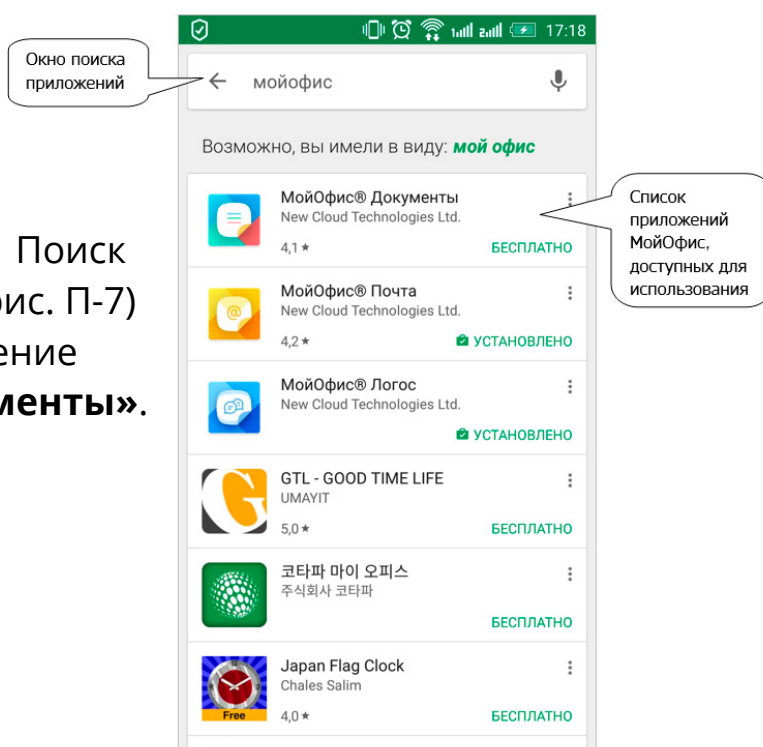 17:18
Окно поиска
приложений
мойофис
Возможно, вы имели в виду: мой офис
МойОфис® Документы
New Cloud Technologies Ltd.
4,1★
БЕСПЛАТНО
Список
приложений
МойОфис,
доступных для
использования
Поиск
МойОфис® Почта
New Cloud Technologies Ltd.
4,2★
УСТАНОВЛЕНО
П-7)
МойОфис® Логос
New Cloud Technologies Ltd.
УСТАНОВЛЕНО
GTL - GOOD TIME LIFE
UMAYIT
5,0★
БЕСПЛАТНО
코타파 마이 오피스
주식회사 코타파
БЕСПЛАТНО
Japan Flag Clock
Chales Salim
Free
4,0★
БЕСПЛАТНО